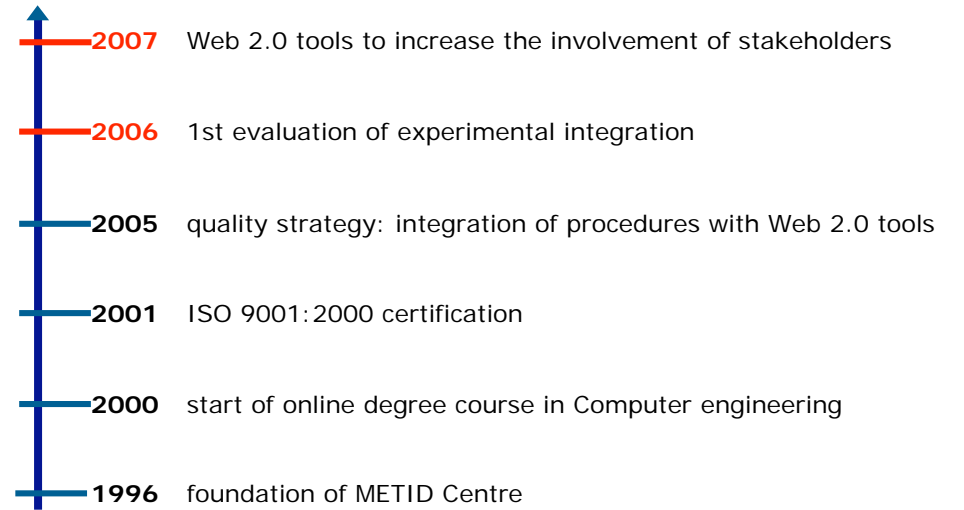 2007 Web 2.0 tools to increase the involvement of stakeholders
2006 1st evaluation of experimental integration
2005 quality strategy: integration of procedures with Web 2.0 tools
2001 ISO 9001:2000 certification
2000 start of online degree course in Computer engineering
1996 foundation of METID Centre